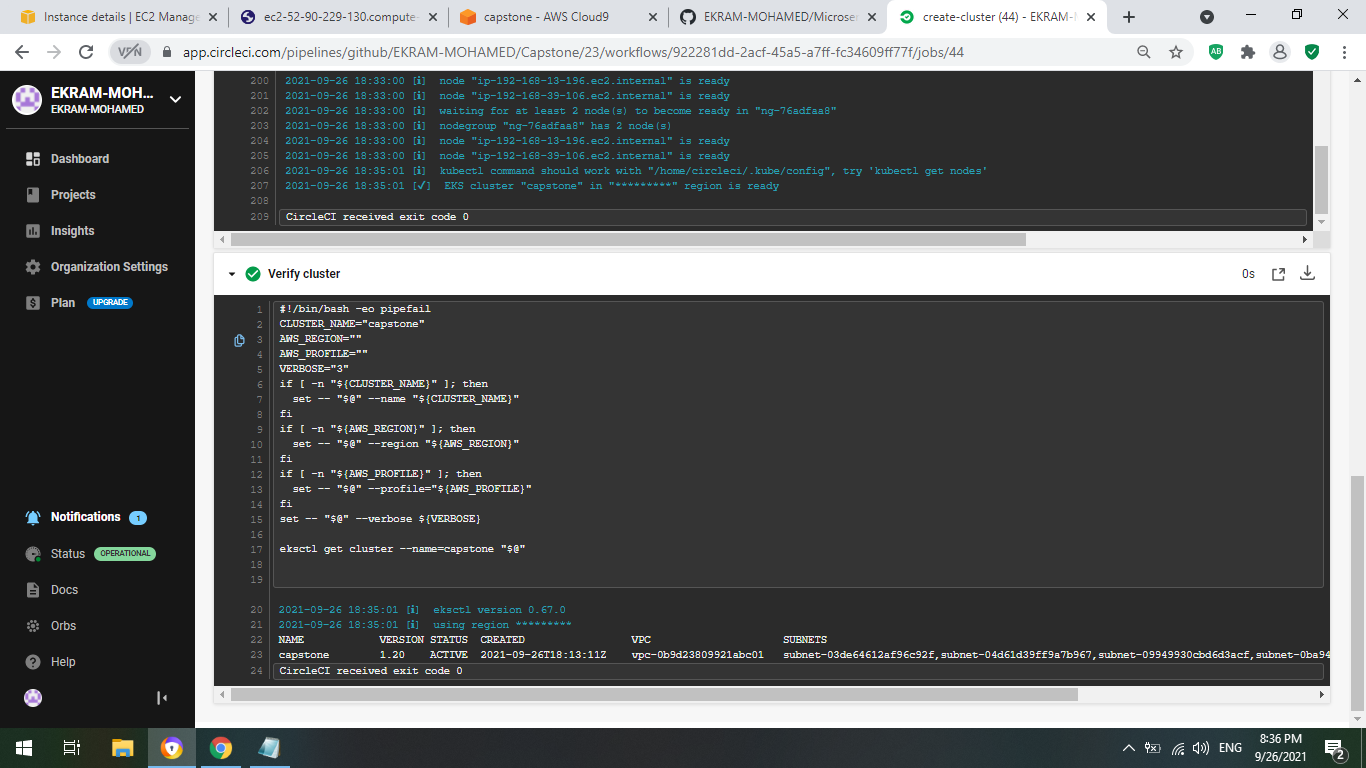 Instance details | EC2 Manage
ec2-52-90-229-130.compute-
capstone - AWS Cloud9
EKRAM-MOHAMED/Microser
create-cluster (44) - EKRAM-
VPN
app.circleci.com/pipelines/github/EKRAM-MOHAMED/Capstone/23/workflows/922281dd-2acf-45a5-a7ff-fc34609ff77f/jobs/44
EKRAM-MOH...
EKRAM-MOHAMED
Dashboard
Projects
Insights
Organization Settings
Plan UPGRADE
Notifications 1
Status OPERATIONAL
Docs
Orbs
Help
200 2021-09-26 18:33:00 [ℹ]  node "ip-192-168-13-196.ec2.internal" is ready
201 2021-09-26 18:33:00 [ℹ]  node "ip-192-168-39-106.ec2.internal" is ready
202 2021-09-26 18:33:00 [ℹ]  waiting for at least 2 node(s) to become ready in "ng-76adfaa8"
203 2021-09-26 18:33:00 [ℹ]  nodegroup "ng-76adfaa8" has 2 node(s)
204 2021-09-26 18:33:00 [ℹ]  node "ip-192-168-13-196.ec2.internal" is ready
205 2021-09-26 18:33:00 [ℹ]  node "ip-192-168-39-106.ec2.internal" is ready
206 2021-09-26 18:35:01 [ℹ]  kubectl command should work with "/home/circleci/.kube/config", try 'kubectl get nodes'
207 2021-09-26 18:35:01 [✔]  EKS cluster "capstone" in "*********" region is ready
208
209 CircleCI received exit code 0
Verify cluster 0s
1 #!/bin/bash -eo pipefail
2 CLUSTER_NAME="capstone"
3 AWS_REGION=""
4 AWS_PROFILE=""
5 VERBOSE="3"
6 if [ -n "${CLUSTER_NAME}" ]; then
7   set -- "$@" --name "${CLUSTER_NAME}"
8 fi
9 if [ -n "${AWS_REGION}" ]; then
10   set -- "$@" --region "${AWS_REGION}"
11 fi
12 if [ -n "${AWS_PROFILE}" ]; then
13   set -- "$@" --profile="${AWS_PROFILE}"
14 fi
15 set -- "$@" --verbose ${VERBOSE}
16
17 eksctl get cluster --name=capstone "$@"
18
19
20 2021-09-26 18:35:01 [ℹ]  eksctl version 0.67.0
21 2021-09-26 18:35:01 [ℹ]  using region *********
22 NAME VERSION STATUS CREATED VPC SUBNETS
23 capstone 1.20 ACTIVE 2021-09-26T18:13:11Z vpc-0b9d23809921abc01 subnet-03de64612af96c92f,subnet-04d61d39ff9a7b967,subnet-09949930cbd6d3acf,subnet-0ba94
24 CircleCI received exit code 0
ENG
8:36 PM
9/26/2021
2